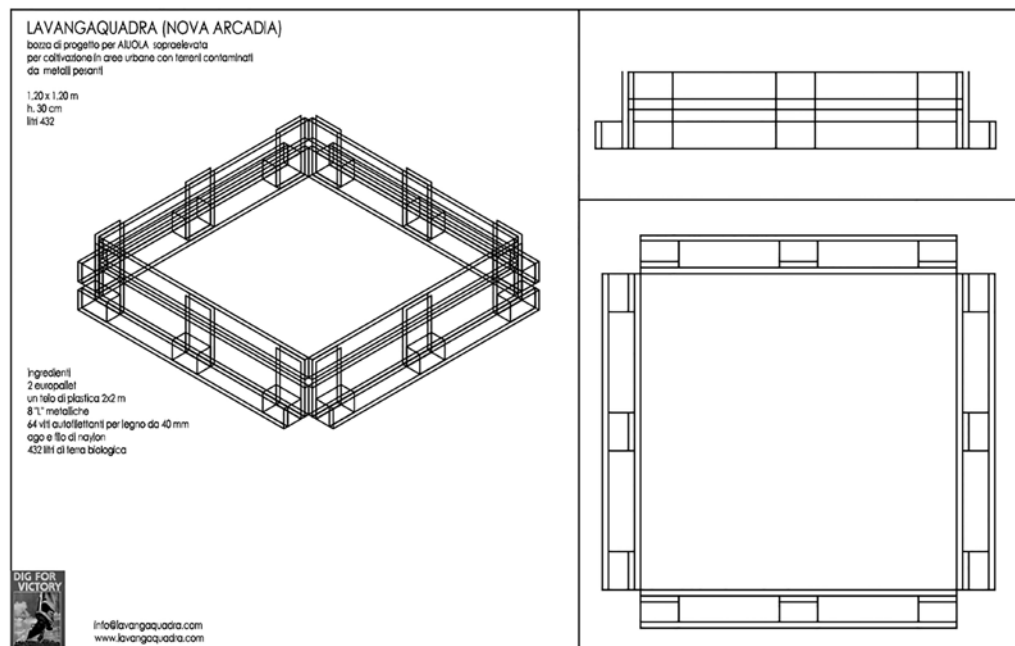 LAVANGAQUADRA (NOVA ARCADIA)
bozza di progetto per AIUOLA sopraelevata
per coltivazione in aree urbane con terreni contaminati
da metalli pesanti
1,20 x 1,20 m
h. 30 cm
litri 432
Ingredienti
2 europallet
un telo di plastica 2x2 m
8 "L" metalliche
64 viti autofilettanti per legno da 40 mm
ago e filo di naylon
432 litri di terra biologica
DIG FOR
VICTORY
info@lavangaquadra.com
www.lavangaquadra.com